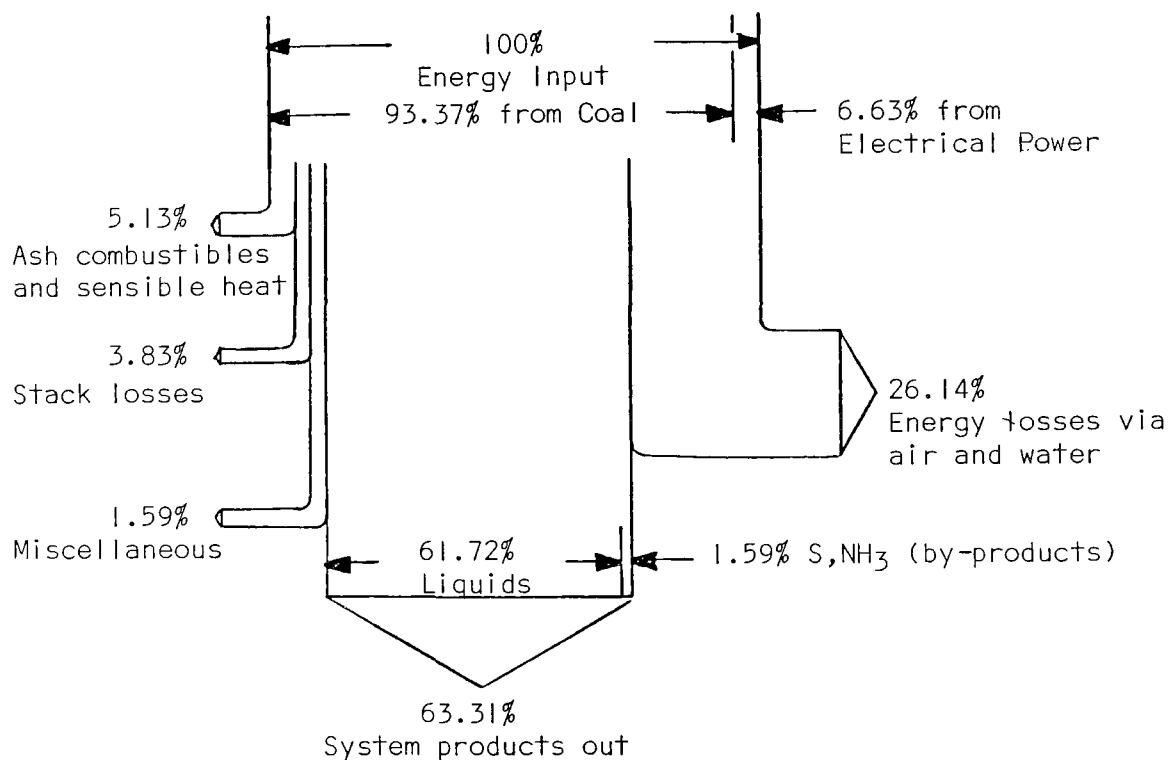 100%
Energy Input
93.37% from Coal
6.63% from
Electrical Power
5.13%
Ash combustibles
and sensible heat
3.83%
Stack losses
26.14%
Energy losses via
air and water
1.59%
Miscellaneous
61.72%
Liquids
1.59% S,NH3 (by-products)
63.31%
System products out